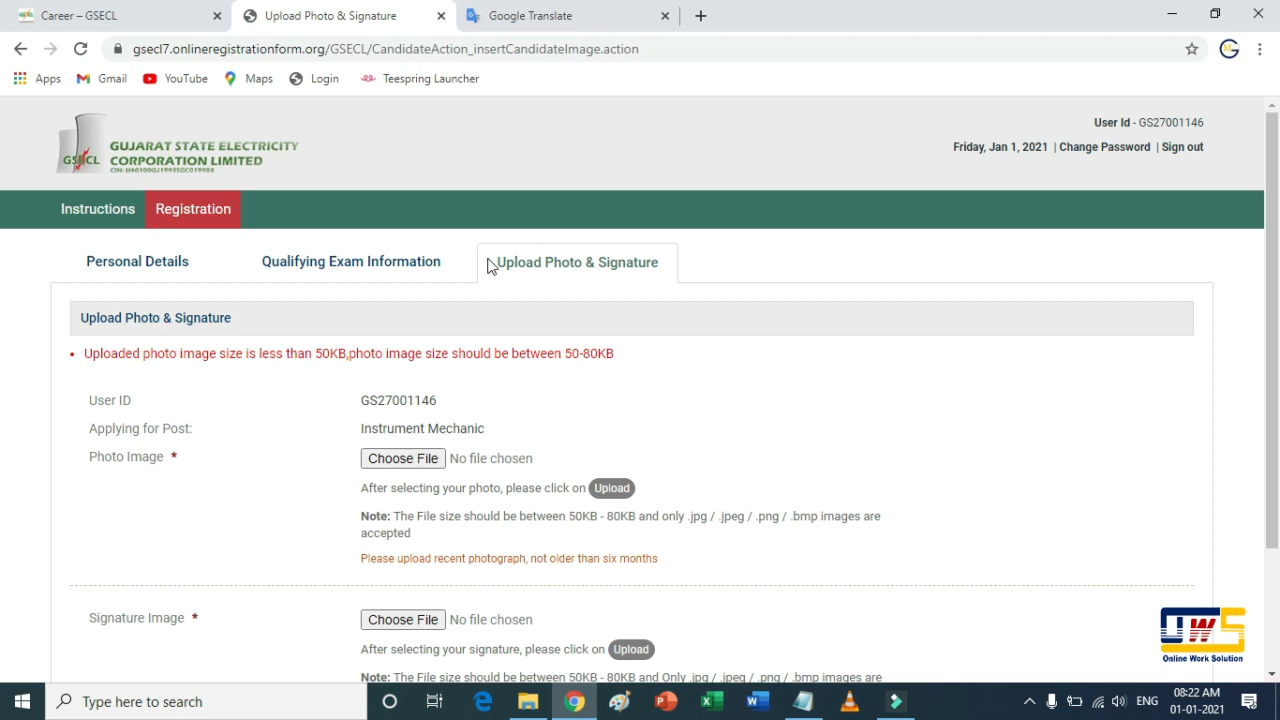 Career – GSECL
Upload Photo & Signature
Google Translate
gsecl7.onlineregistrationform.org/GSECL/CandidateAction_insertCandidateImage.action
Apps
Gmail
YouTube
Maps
Login
Teespring Launcher
GSECL
GUJARAT STATE ELECTRICITY
CORPORATION LIMITED
User Id - GS27001146
Friday, Jan 1, 2021 | Change Password | Sign out
Instructions
Registration
Personal Details
Qualifying Exam Information
Upload Photo & Signature
Upload Photo & Signature
Uploaded photo image size is less than 50KB,photo image size should be between 50-80KB
User ID GS27001146
Applying for Post: Instrument Mechanic
Photo Image * Choose File No file chosen
After selecting your photo, please click on Upload
Note: The File size should be between 50KB - 80KB and only .jpg / .jpeg / .png / .bmp images are
accepted
Please upload recent photograph, not older than six months
Signature Image * Choose File No file chosen
After selecting your signature, please click on Upload
Note: The File size should be between 50KB - 80KB and Only .jpg / .jpeg / .png / .bmp images are
OWS
Online Work Solution
Type here to search
ENG
08:22 AM
01-01-2021